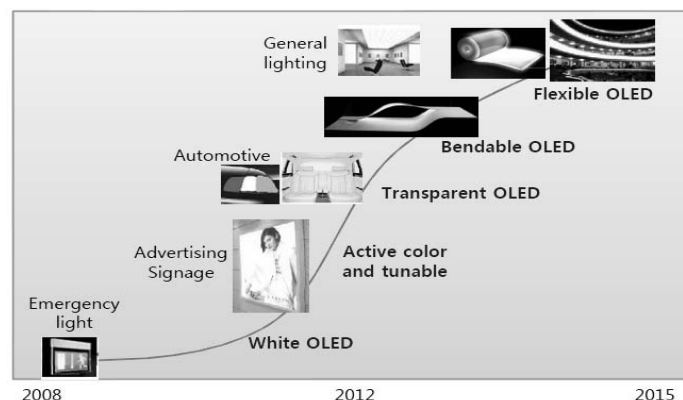 General
lighting
Flexible OLED
Bendable OLED
Automotive
Transparent OLED
Advertising
Signage
Active color
and tunable
Emergency
light
White OLED
2008
2012
2015